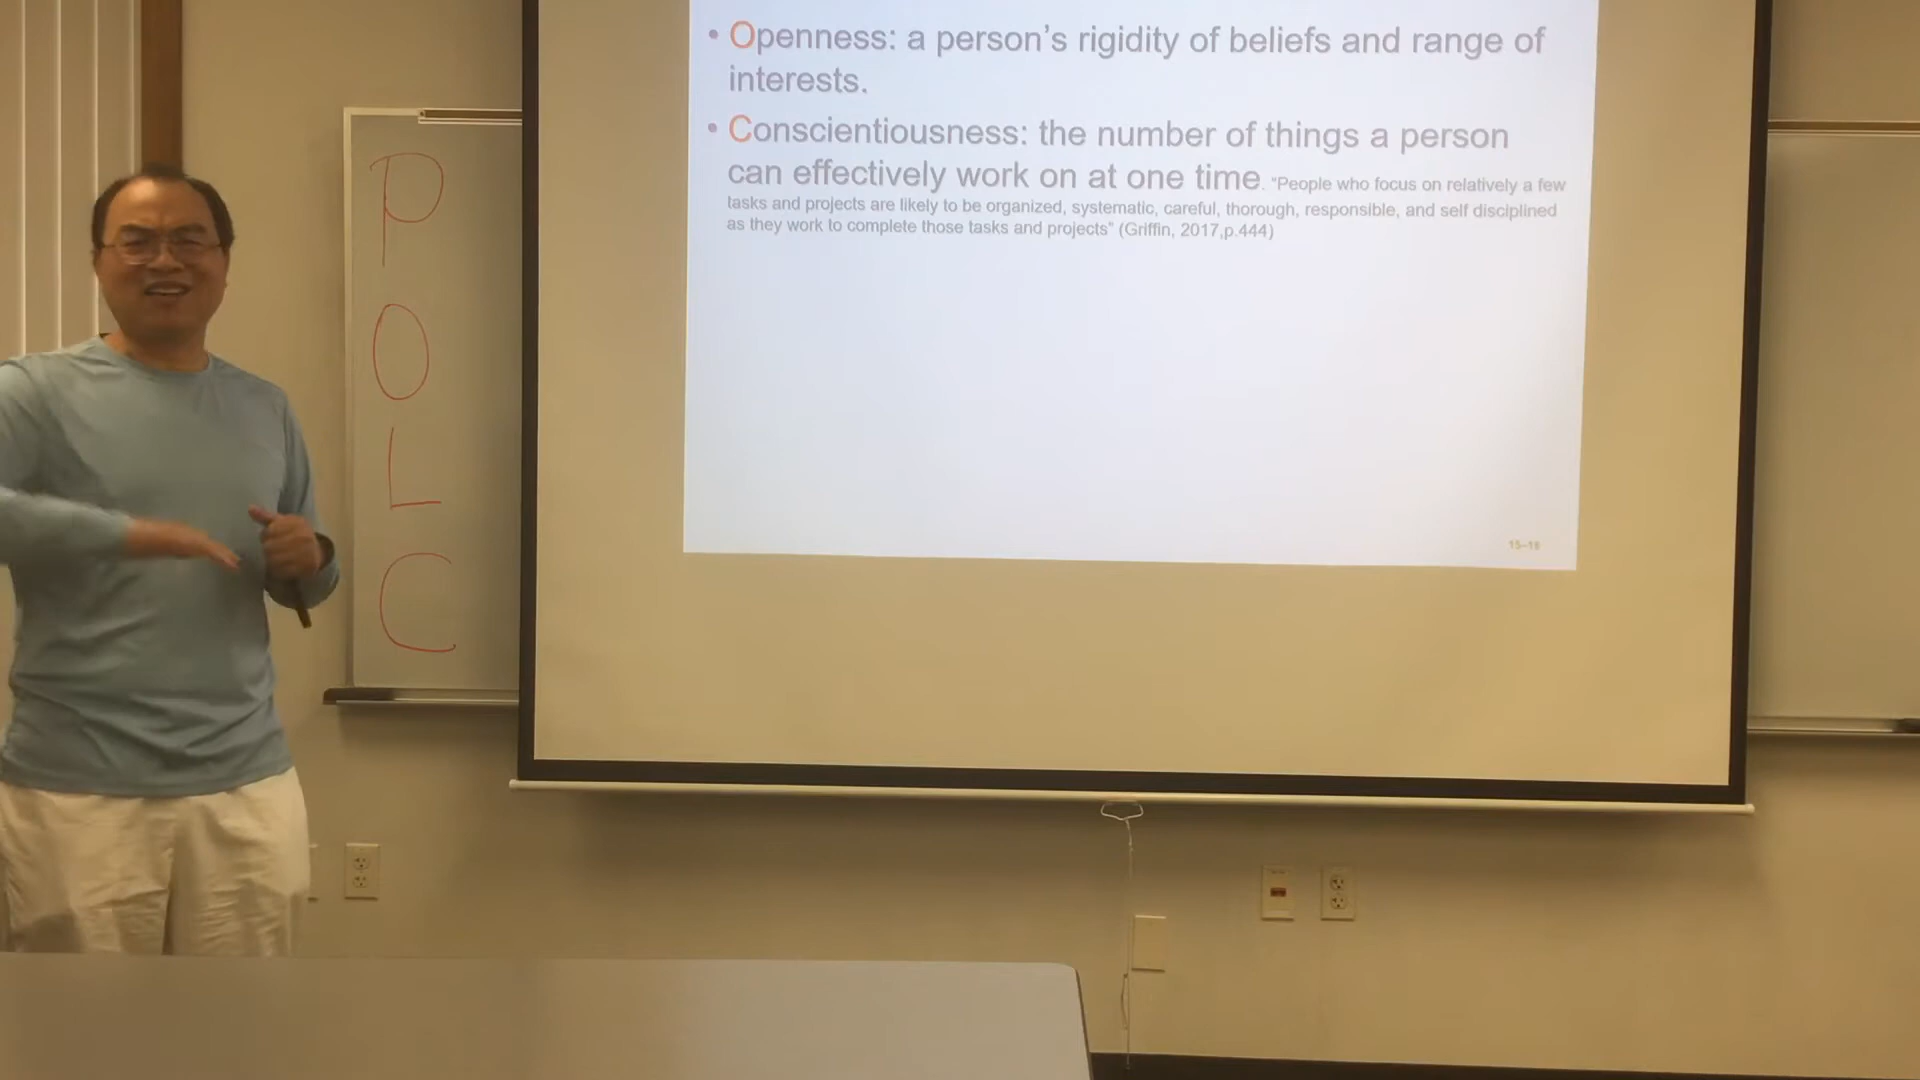 P
O
L
C
• Openness: a person's rigidity of beliefs and range of
interests.
• Conscientiousness: the number of things a person
can effectively work on at one time. "People who focus on relatively a few
tasks and projects are likely to be organized, systematic, careful, thorough, responsible, and self disciplined
as they work to complete those tasks and projects" (Griffin, 2017,p.444)
15–18